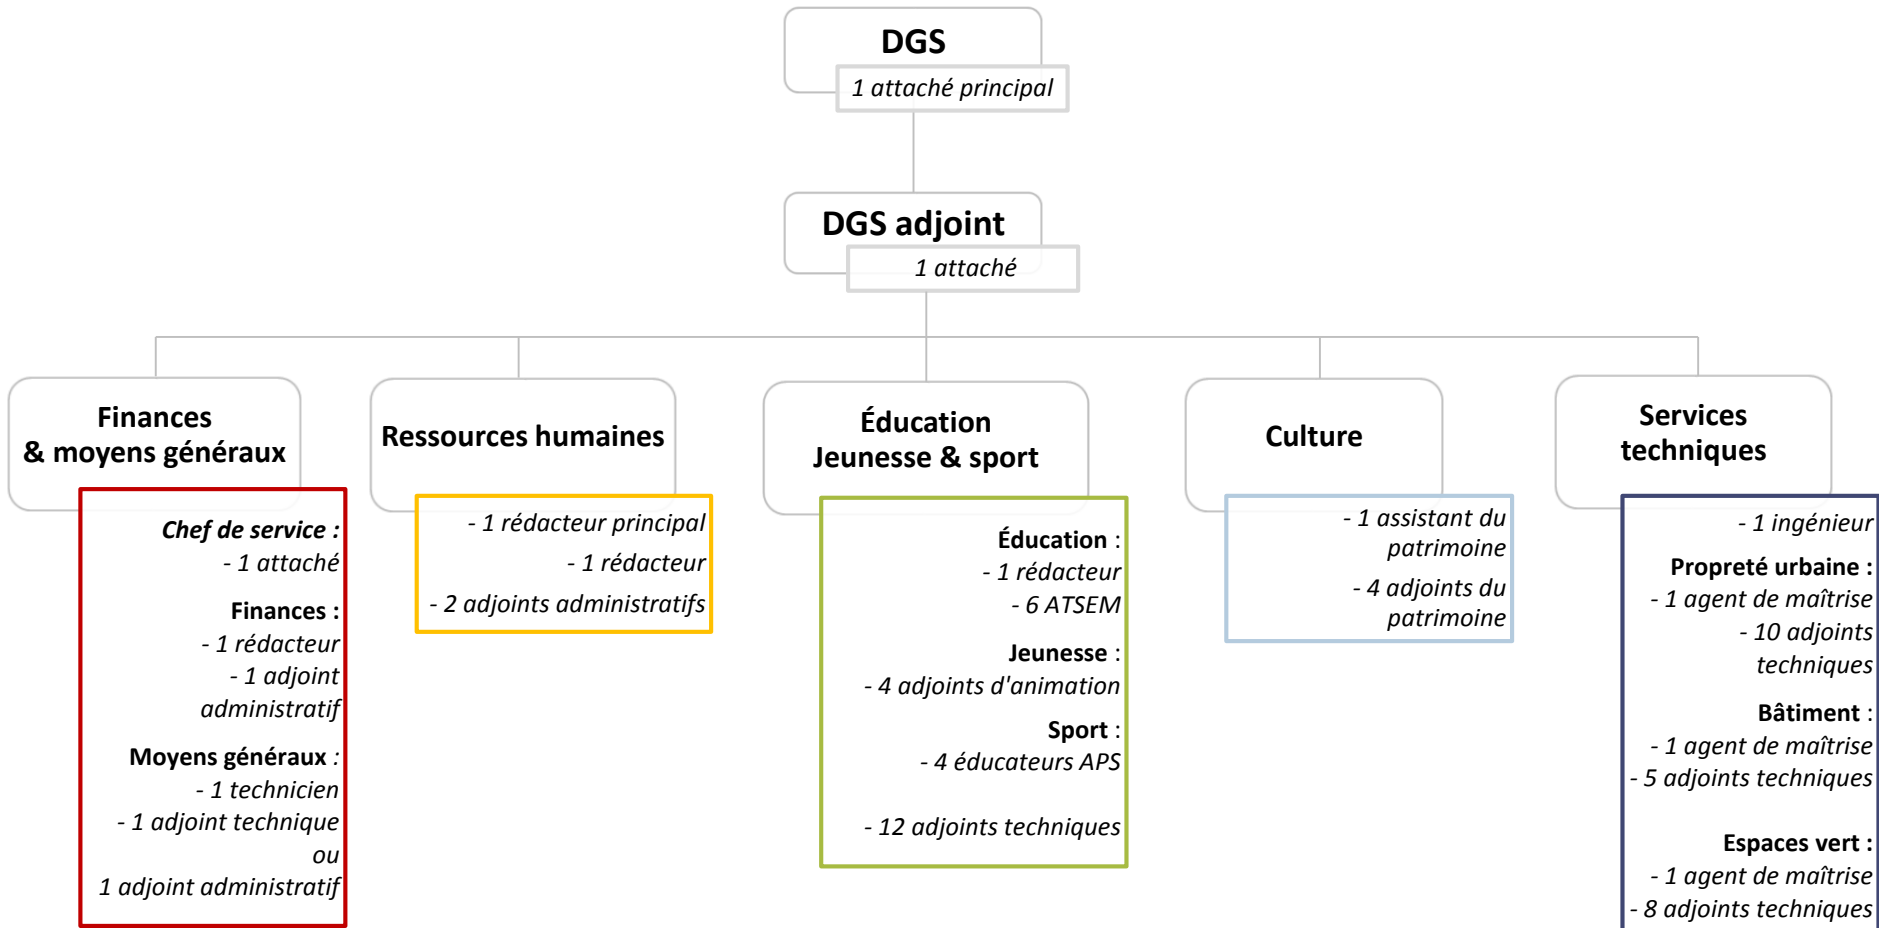 DGS
1 attaché principal
DGS adjoint
1 attaché
Finances
& moyens généraux
Chef de service :
- 1 attaché
Finances :
- 1 rédacteur
- 1 adjoint
administratif
Moyens généraux :
- 1 technicien
- 1 adjoint technique
ou
1 adjoint administratif
Ressources humaines
- 1 rédacteur principal
- 1 rédacteur
- 2 adjoints administratifs
Éducation
Jeunesse & sport
Éducation :
- 1 rédacteur
- 6 ATSEM
Jeunesse :
- 4 adjoints d'animation
Sport :
- 4 éducateurs APS
- 12 adjoints techniques
Culture
- 1 assistant du
patrimoine
- 4 adjoints du
patrimoine
Services
techniques
- 1 ingénieur
Propreté urbaine :
- 1 agent de maîtrise
- 10 adjoints
techniques
Bâtiment :
- 1 agent de maîtrise
- 5 adjoints techniques
Espaces vert :
- 1 agent de maîtrise
- 8 adjoints techniques